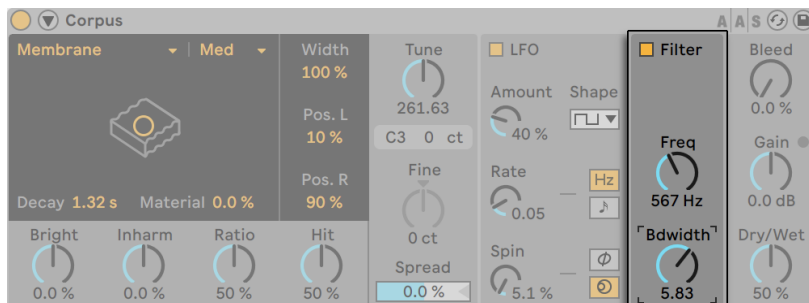 Corpus
A A S
Membrane Med
Width
100 %
Pos. L
10 %
Pos. R
90 %
Decay 1.32 s Material 0.0 %
Bright Inharm Ratio Hit
0.0 % 0.0 % 50 % 50 %
Tune
261.63
C3 0 ct
Fine
0 ct
Spread
0.0 %
LFO
Amount Shape
40 %
Rate
Hz
0.05
Spin
5.1 %
Filter
Freq
567 Hz
Bdwidth
5.83
Bleed
0.0 %
Gain
0.0 dB
Dry/Wet
50 %